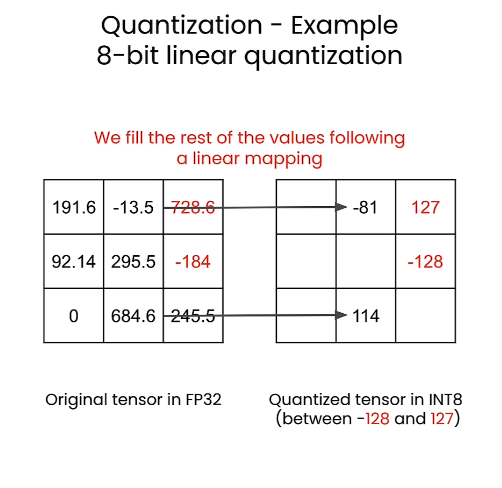 Quantization - Example
8-bit linear quantization
We fill the rest of the values following
a linear mapping
191.6 -13.5 728.6 -81 127
92.14 295.5 -184 -128
0 684.6 245.5 114
Original tensor in FP32
Quantized tensor in INT8
(between -128 and 127)